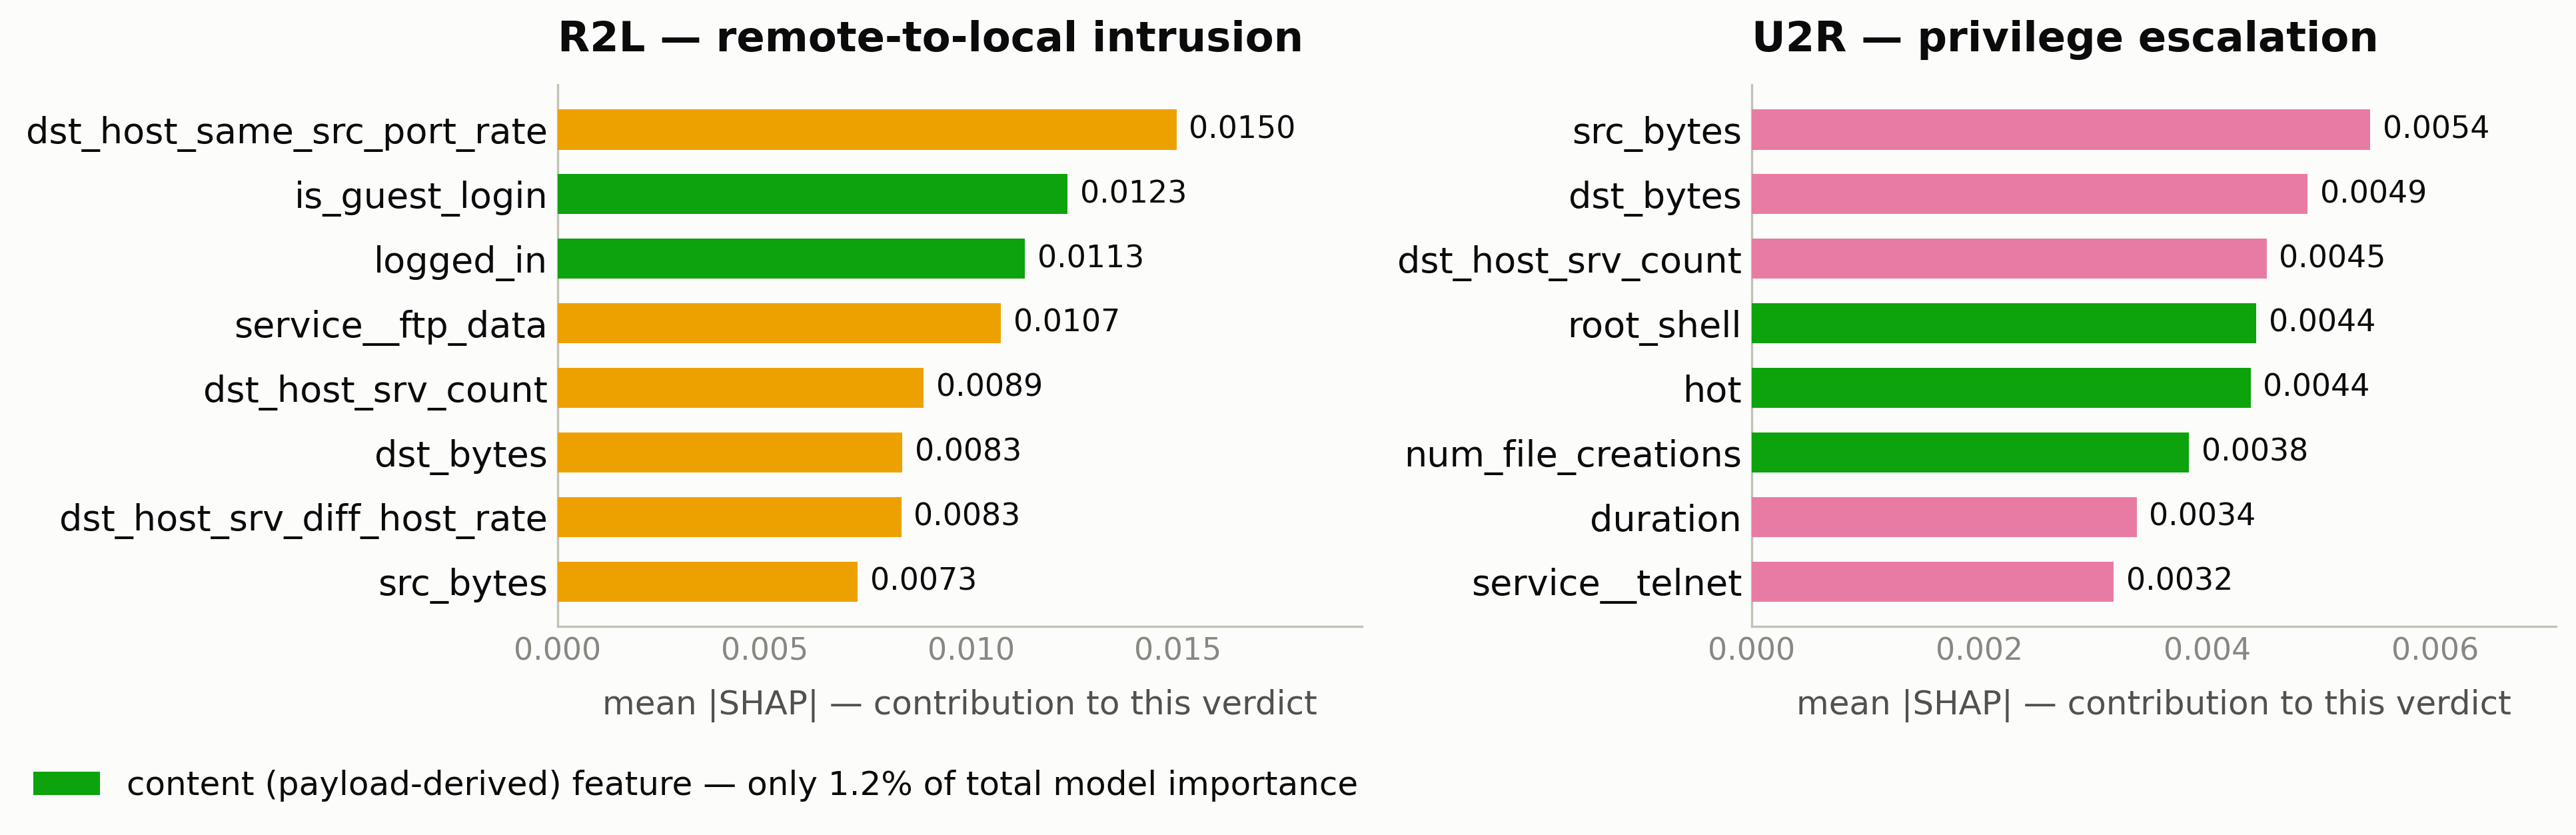 R2L — remote-to-local intrusion
dst_host_same_src_port_rate 0.0150
is_guest_login 0.0123
logged_in 0.0113
service__ftp_data 0.0107
dst_host_srv_count 0.0089
dst_bytes 0.0083
dst_host_srv_diff_host_rate 0.0083
src_bytes 0.0073
0.000 0.005 0.010 0.015
mean |SHAP| — contribution to this verdict
U2R — privilege escalation
src_bytes 0.0054
dst_bytes 0.0049
dst_host_srv_count 0.0045
root_shell 0.0044
hot 0.0044
num_file_creations 0.0038
duration 0.0034
service__telnet 0.0032
0.000 0.002 0.004 0.006
mean |SHAP| — contribution to this verdict
content (payload-derived) feature — only 1.2% of total model importance